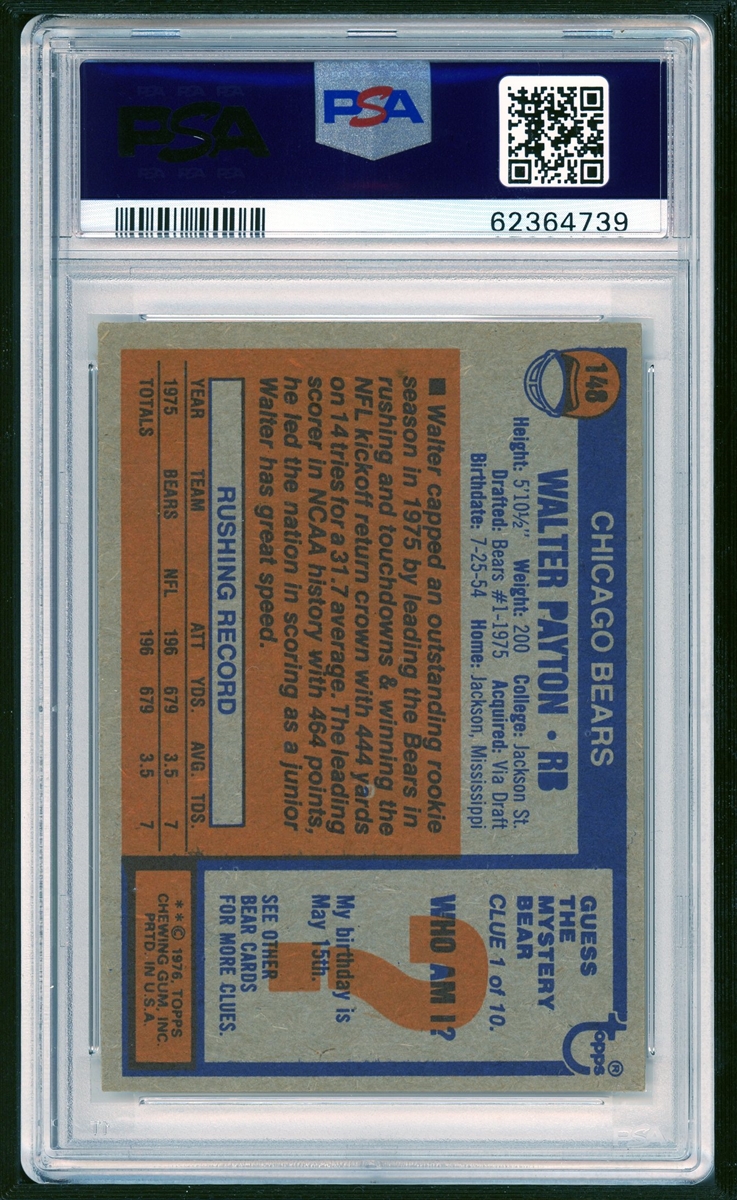 PSA
PSA
62364739
148
CHICAGO BEARS
WALTER PAYTON • RB
Height: 5'10½" Weight: 200 College: Jackson St.
Drafted: Bears #1-1975 Acquired: Via Draft
Birthdate: 7-25-54 Home: Jackson, Mississippi
■ Walter capped an outstanding rookie
season in 1975 by leading the Bears in
rushing and touchdowns & winning the
NFL kickoff return crown with 444 yards
on 14 tries for a 31.7 average. The leading
scorer in NCAA history with 464 points,
he led the nation in scoring as a junior
Walter has great speed.
RUSHING RECORD
YEAR TEAM ATT YDS. AVG. TDS.
1975 BEARS NFL 196 679 3.5 7
TOTALS 196 679 3.5 7
topps®
GUESS
THE
MYSTERY
BEAR
CLUE 1 of 10.
?
WHO AM I?
My birthday is
May 15th.
SEE OTHER
BEAR CARDS
FOR MORE CLUES.
** © 1976, TOPPS
CHEWING GUM, INC.
PRTD. IN U.S.A.
PSA